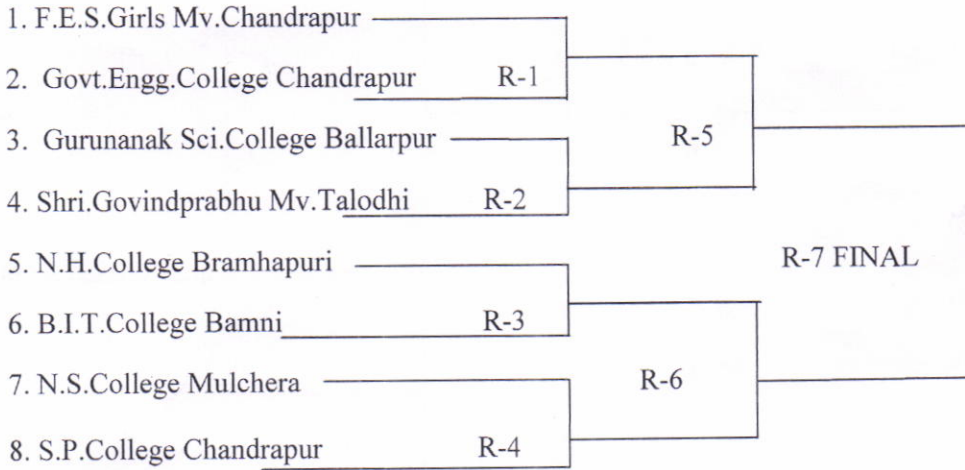 1. F.E.S.Girls Mv.Chandrapur
2. Govt.Engg.College Chandrapur R-1
3. Gurunanak Sci.College Ballarpur R-5
4. Shri.Govindprabhu Mv.Talodhi R-2
5. N.H.College Bramhapuri R-7 FINAL
6. B.I.T.College Bamni R-3
7. N.S.College Mulchera R-6
8. S.P.College Chandrapur R-4